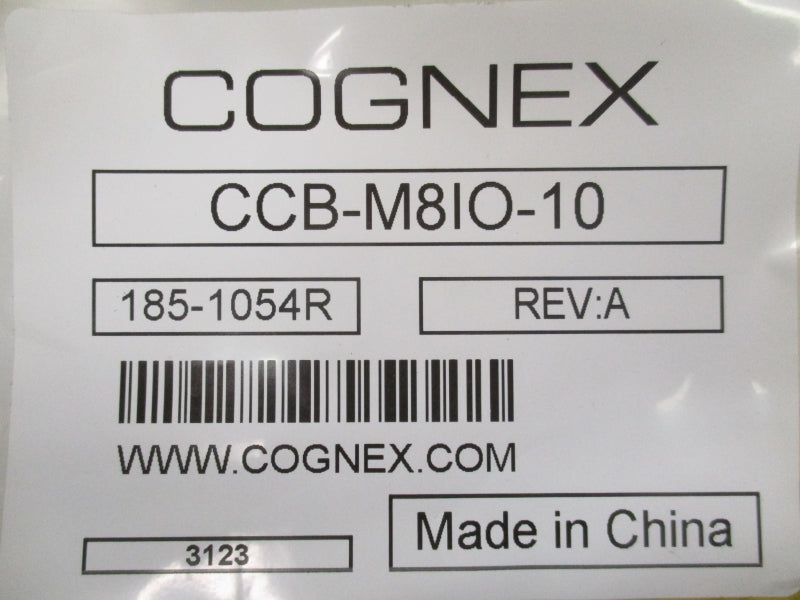 COGNEX
CCB-M8IO-10
185-1054R
REV:A
WWW.COGNEX.COM
Made in China
3123